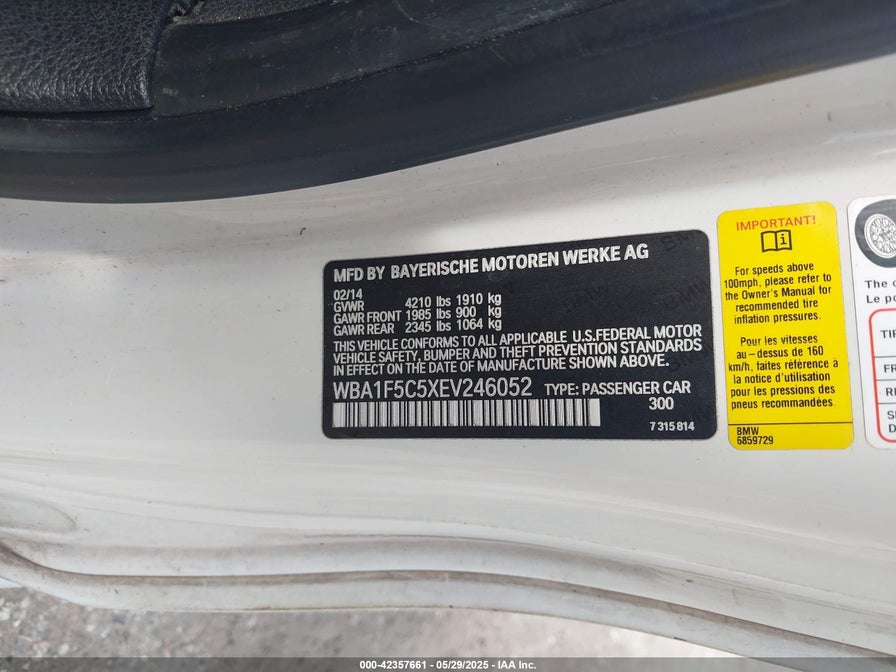 MFD BY BAYERISCHE MOTOREN WERKE AG
02/14
GVWR 4210 lbs 1910 kg
GAWR FRONT 1985 lbs 900 kg
GAWR REAR 2345 lbs 1064 kg
THIS VEHICLE CONFORMS TO ALL APPLICABLE U.S.FEDERAL MOTOR
VEHICLE SAFETY, BUMPER AND THEFT PREVENTION STANDARDS
IN EFFECT ON THE DATE OF MANUFACTURE SHOWN ABOVE.
WBA1F5C5XEV246052 TYPE: PASSENGER CAR
300
7 315 814
IMPORTANT!
For speeds above
100mph, please refer to
the Owner's Manual for
recommended tire
inflation pressures.
Pour les vitesses
au-dessus de 160
km/h, faites référence à
la notice d'utilisation
pour les pressions des
pneus recommandées.
BMW
6859729
Le
000-42357661 - 05/29/2025 - IAA Inc.